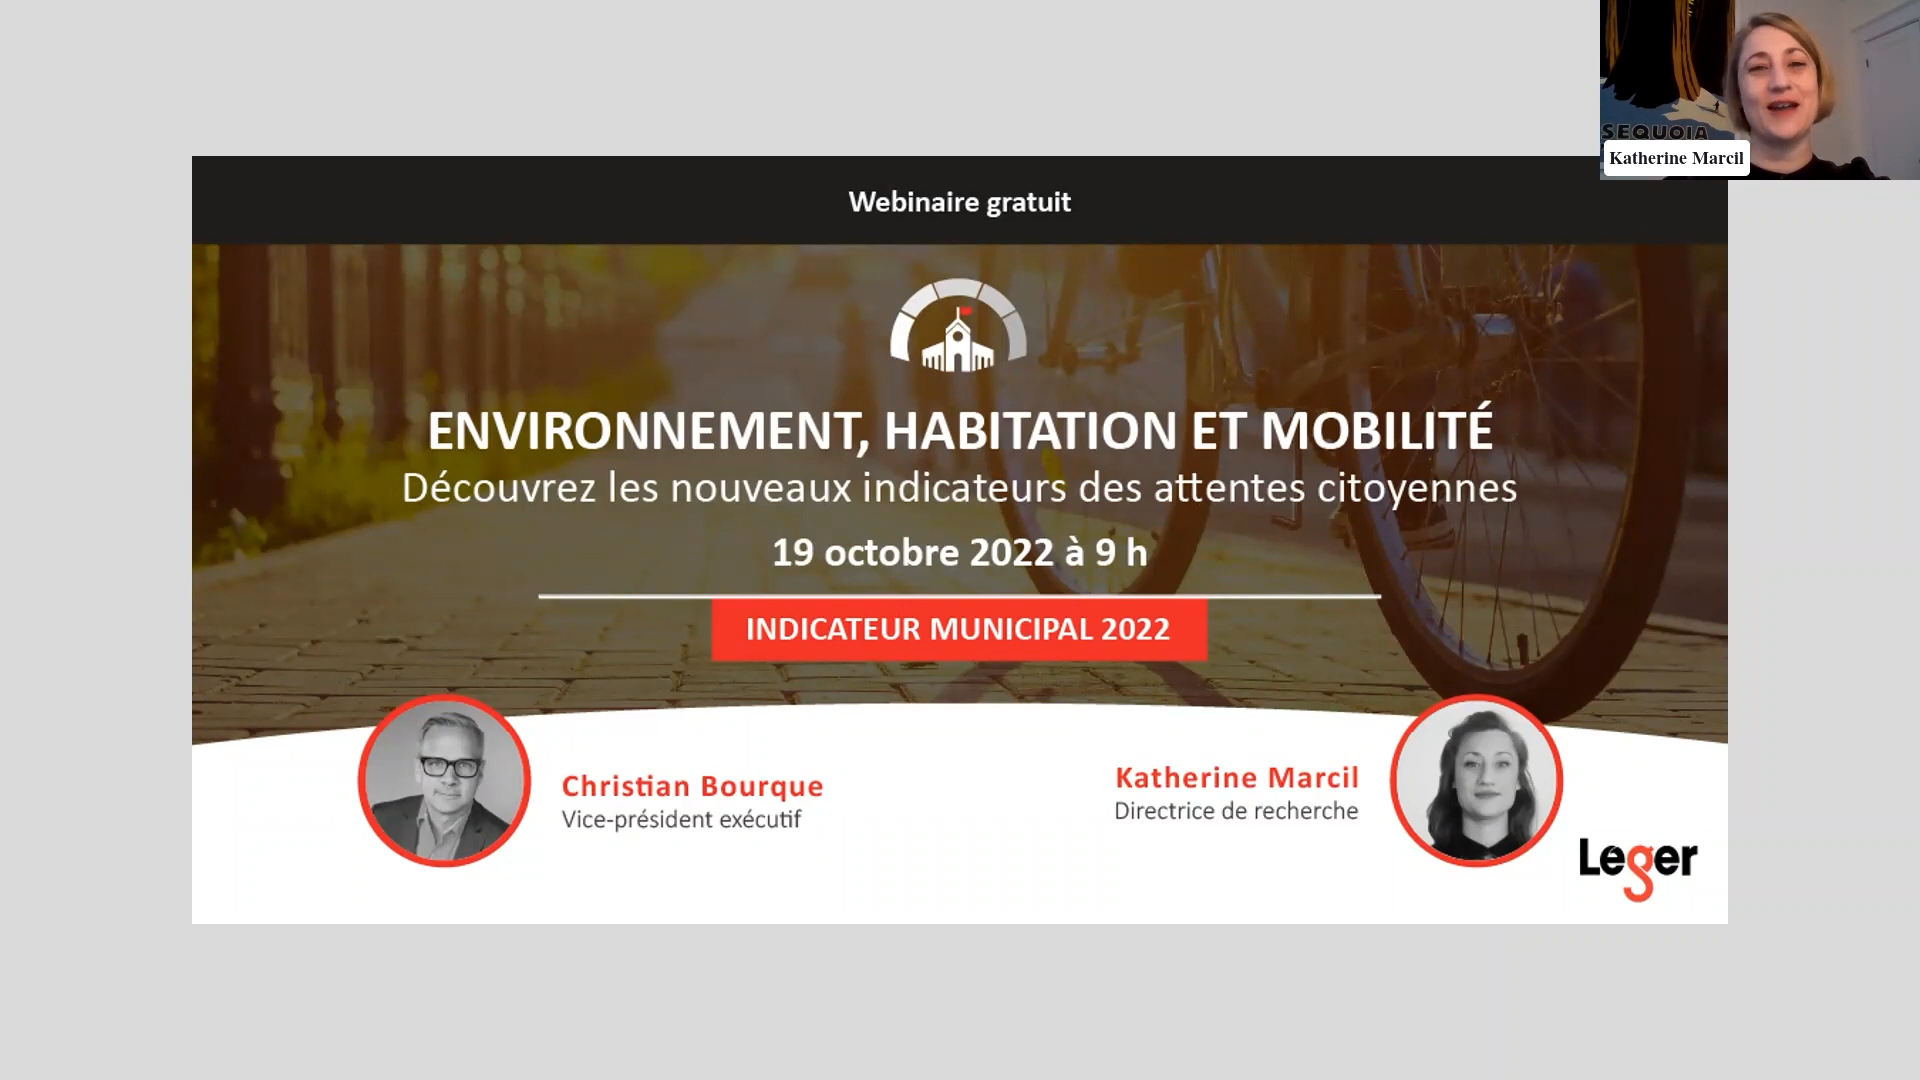 SEQUOIA
Katherine Marcil
Webinaire gratuit
ENVIRONNEMENT, HABITATION ET MOBILITÉ
Découvrez les nouveaux indicateurs des attentes citoyennes
19 octobre 2022 à 9 h
INDICATEUR MUNICIPAL 2022
Christian Bourque
Vice-président exécutif
Katherine Marcil
Directrice de recherche
Leger